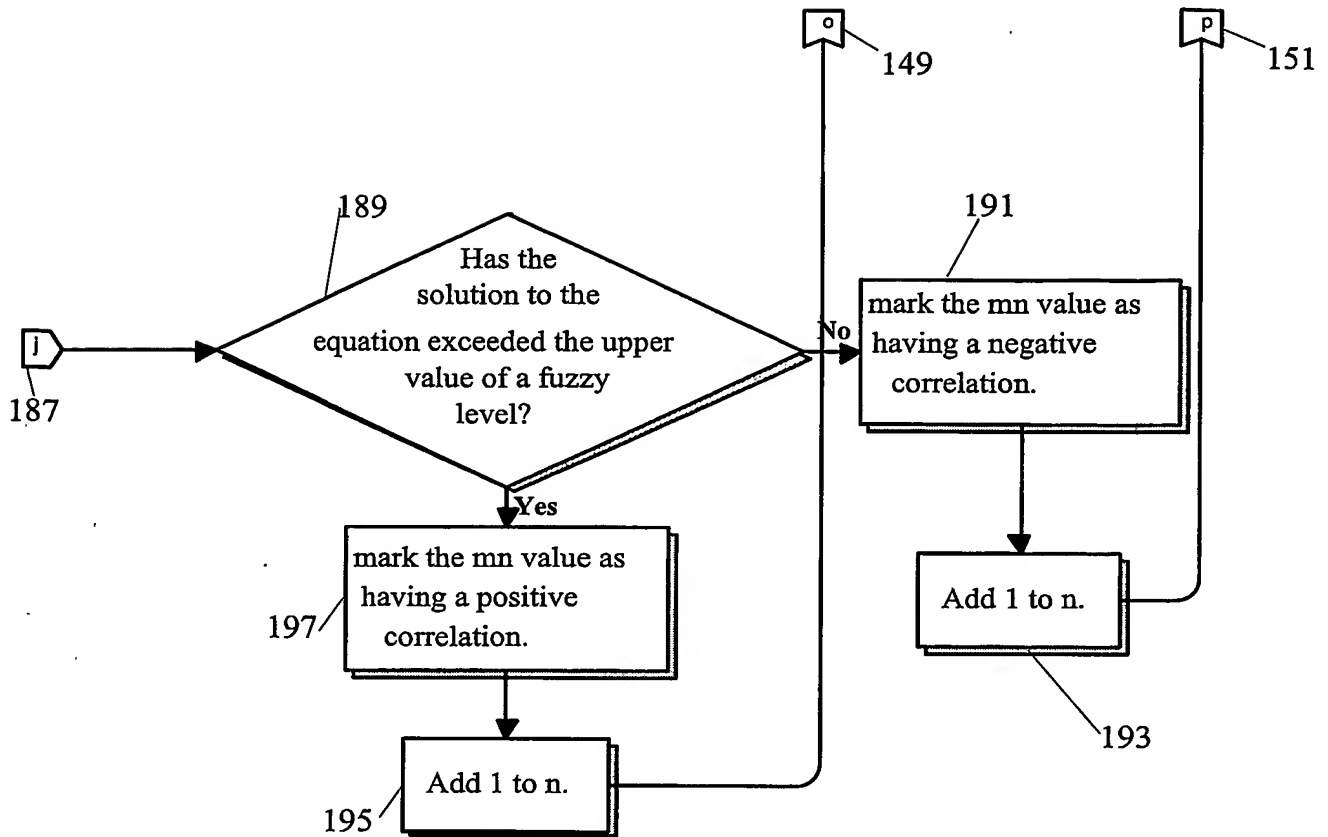 o
149
p
151
189
Has the
solution to the
equation exceeded the upper
value of a fuzzy
level?
j
187
No
191
mark the mn value as
having a negative
correlation.
Yes
197
mark the mn value as
having a positive
correlation.
Add 1 to n.
193
Add 1 to n.
195